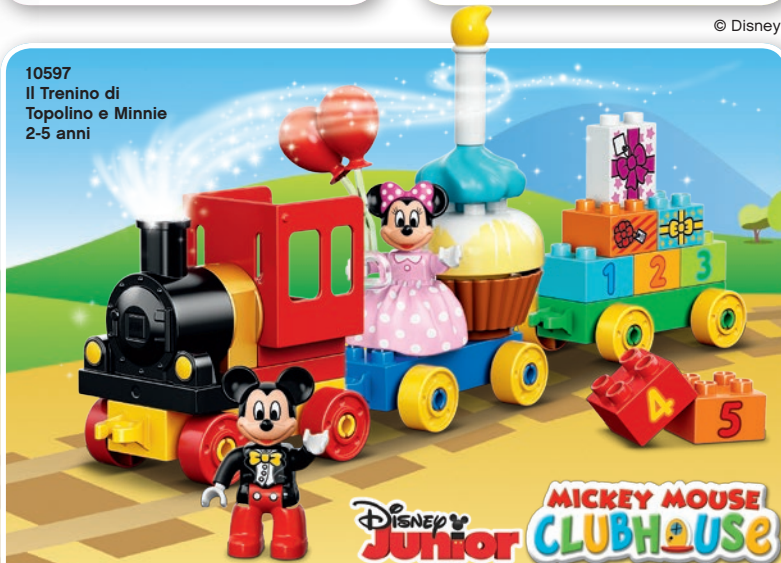 © Disney
10597
Il Trenino di
Topolino e Minnie
2-5 anni
1 2 3
4 5
Disney
Junior
MICKEY MOUSE
CLUBHOUSE